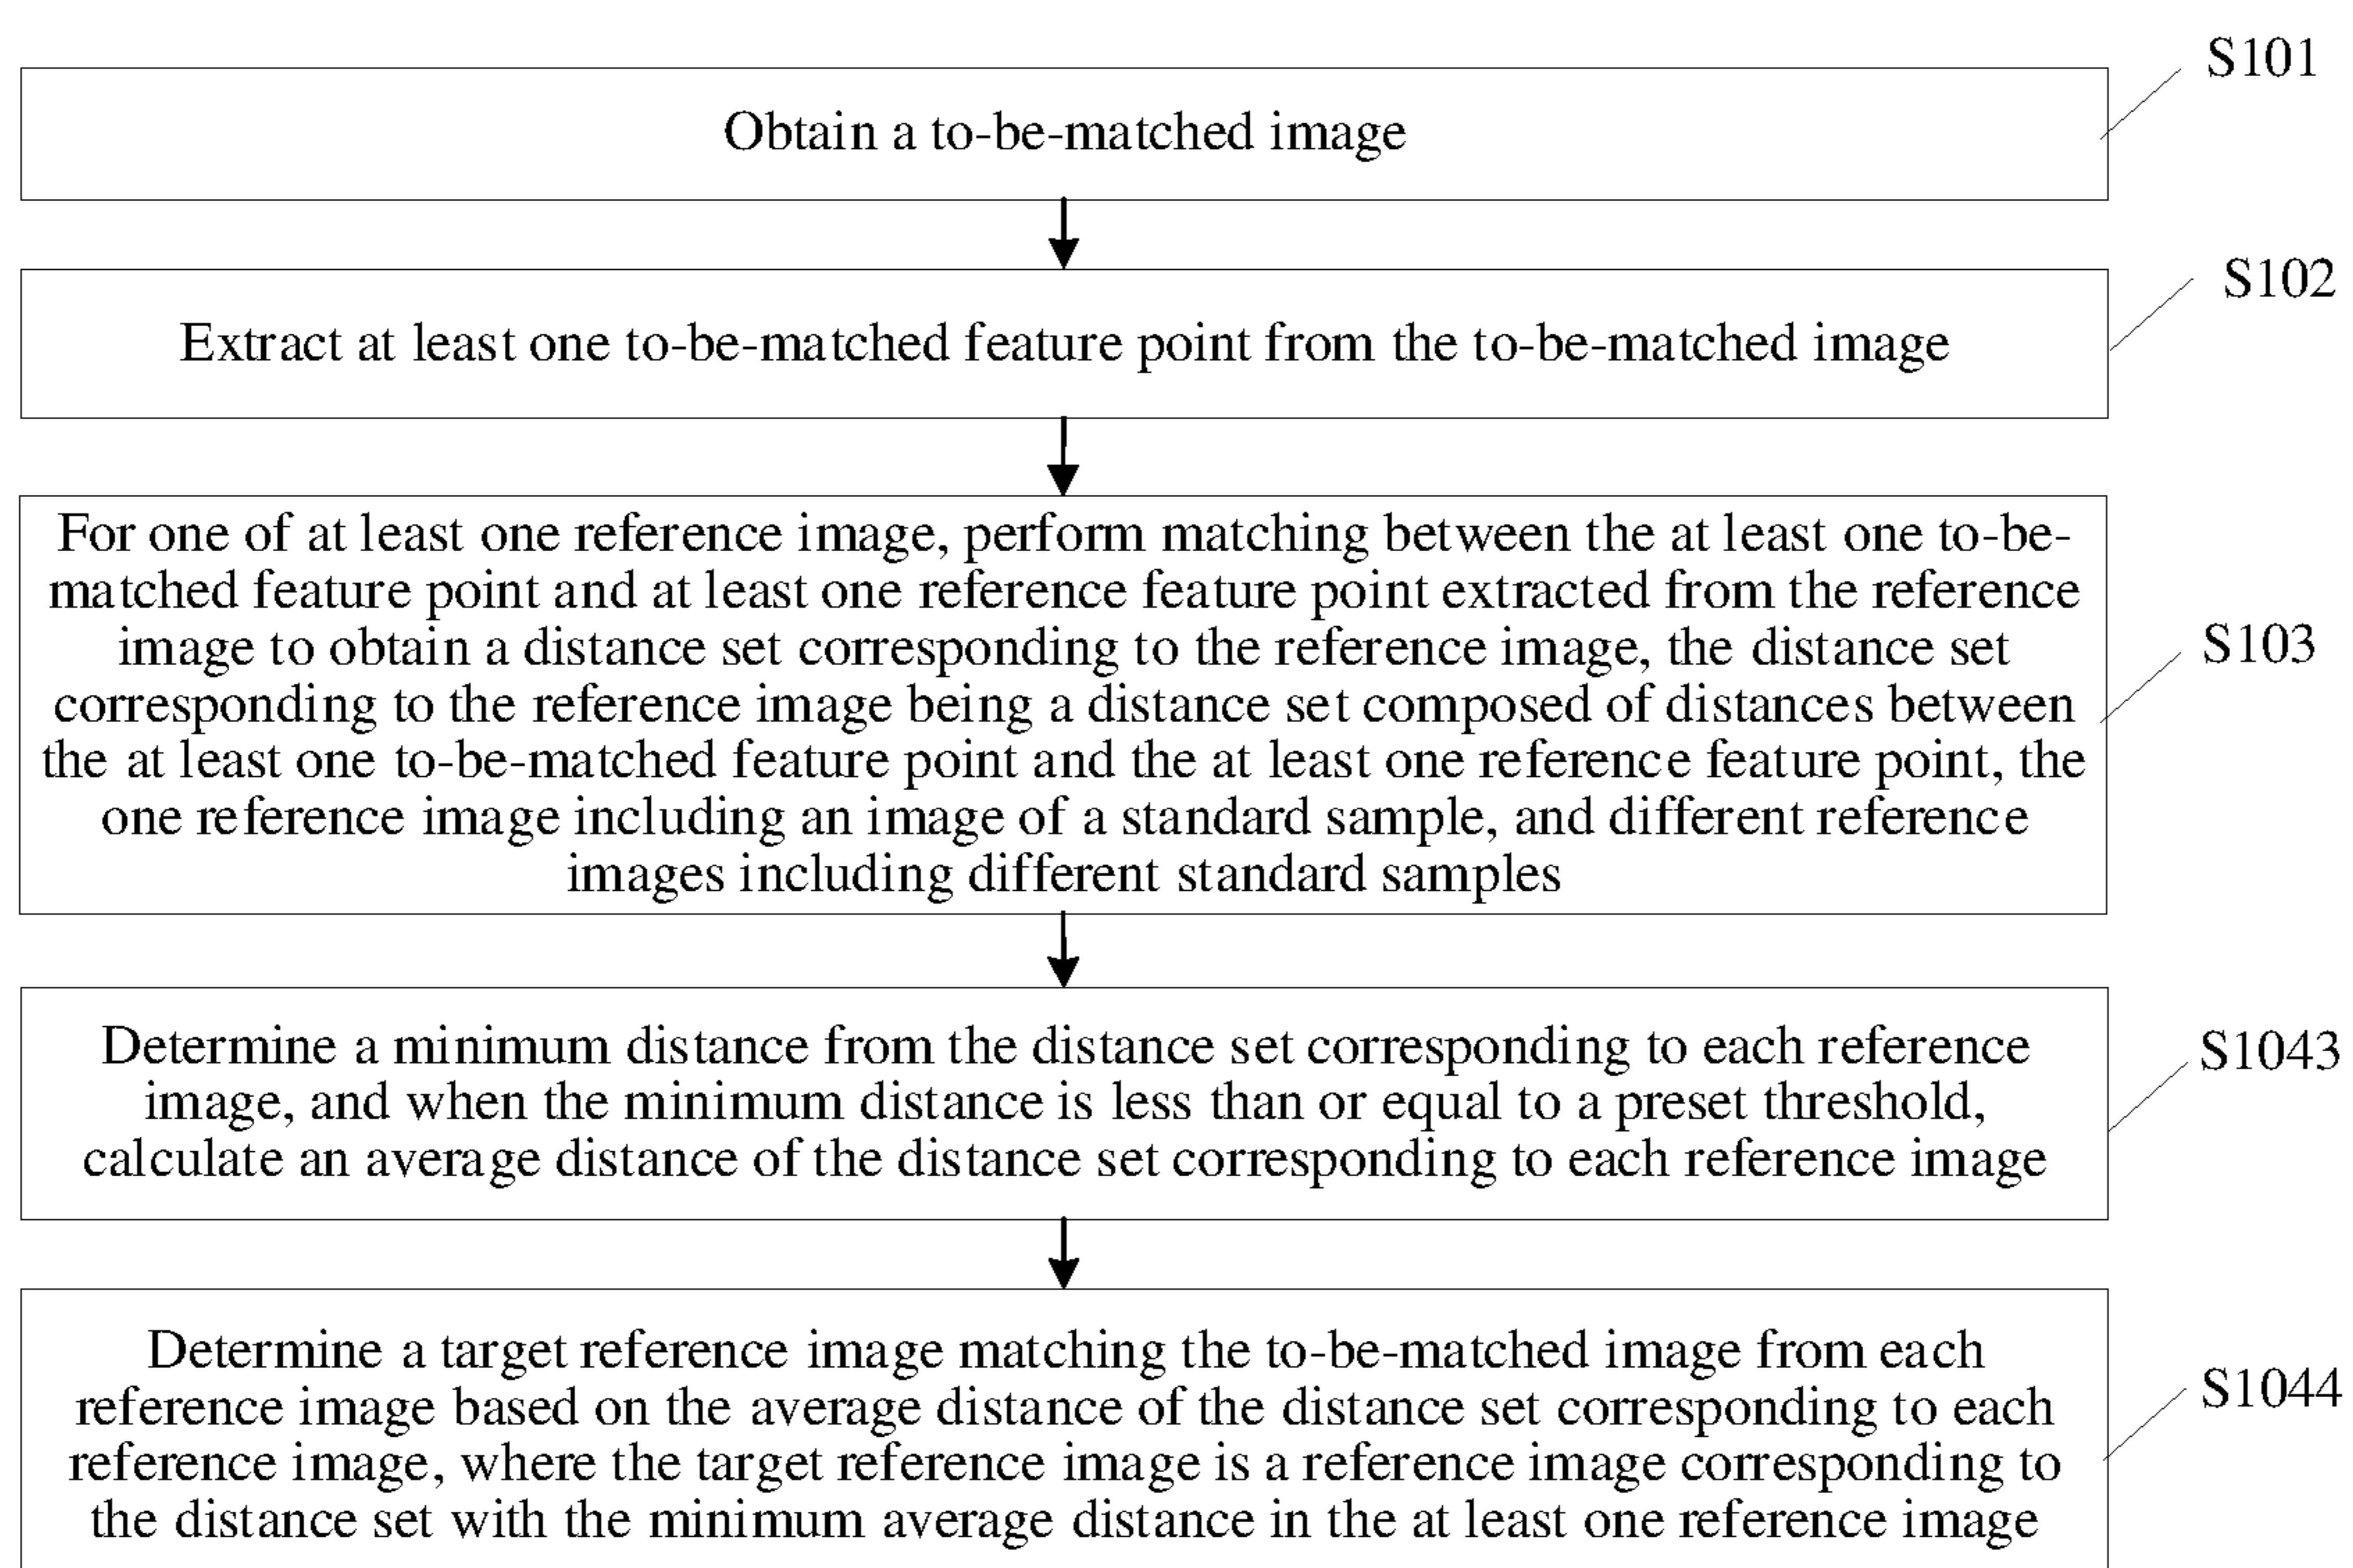 S101
Obtain a to-be-matched image
S102
Extract at least one to-be-matched feature point from the to-be-matched image
For one of at least one reference image, perform matching between the at least one to-be-
matched feature point and at least one reference feature point extracted from the reference
image to obtain a distance set corresponding to the reference image, the distance set
corresponding to the reference image being a distance set composed of distances between
the at least one to-be-matched feature point and the at least one reference feature point, the
one reference image including an image of a standard sample, and different reference
images including different standard samples
S103
Determine a minimum distance from the distance set corresponding to each reference
image, and when the minimum distance is less than or equal to a preset threshold,
calculate an average distance of the distance set corresponding to each reference image
S1043
Determine a target reference image matching the to-be-matched image from each
reference image based on the average distance of the distance set corresponding to each
reference image, where the target reference image is a reference image corresponding to
the distance set with the minimum average distance in the at least one reference image
S1044